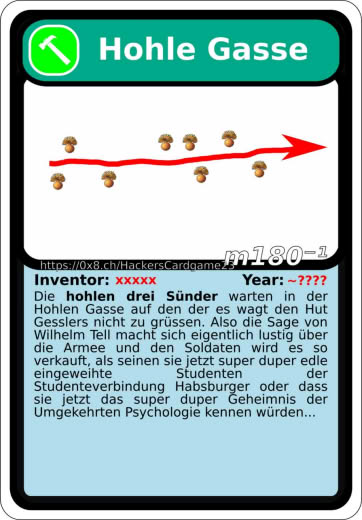 Hohle Gasse
m180⁻¹
https://0x8.ch/HackersCardgame23
Inventor: xxxxx Year: ~????
Die hohlen drei Sünder warten in der
Hohlen Gasse auf den der es wagt den Hut
Gesslers nicht zu grüssen. Also die Sage von
Wilhelm Tell macht sich eigentlich lustig über
die Armee und den Soldaten wird es so
verkauft, als seinen sie jetzt super duper edle
eingeweihte Studenten der
Studenteverbindung Habsburger oder dass
sie jetzt das super duper Geheimnis der
Umgekehrten Psychologie kennen würden...